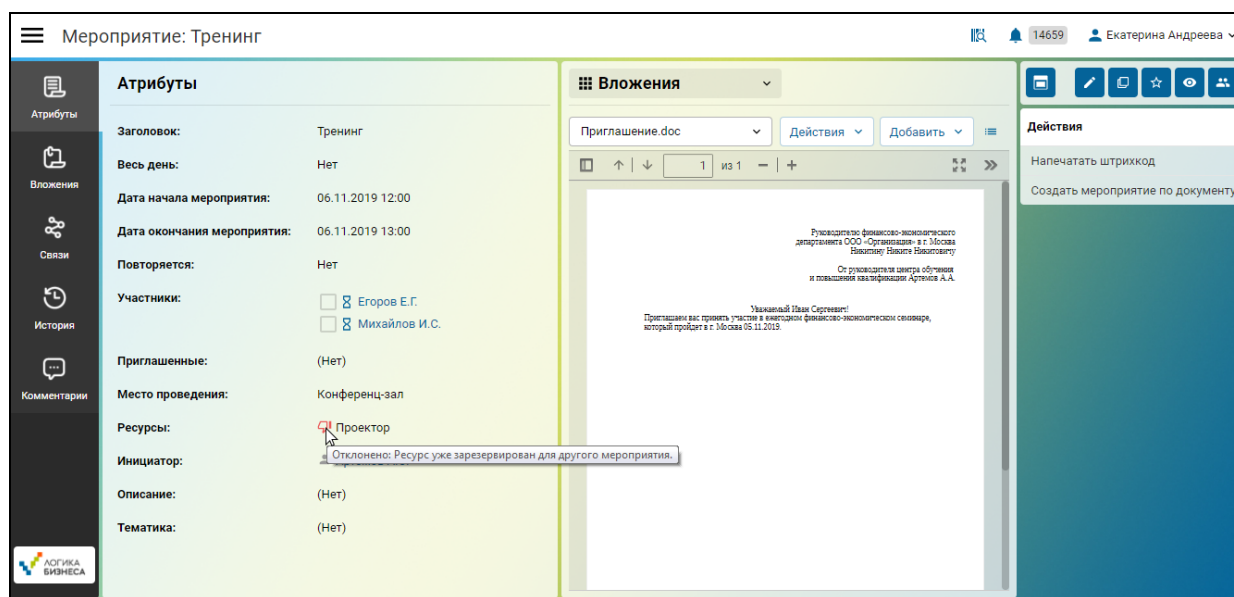 Мероприятие: Тренинг
14659
Екатерина Андреева
Атрибуты
Вложения
Связи
История
Комментарии
ЛОГИКА
БИЗНЕСА
Атрибуты
Заголовок: Тренинг
Весь день: Нет
Дата начала мероприятия: 06.11.2019 12:00
Дата окончания мероприятия: 06.11.2019 13:00
Повторяется: Нет
Участники: Егоров Е.Г.
Михайлов И.С.
Приглашенные: (Нет)
Место проведения: Конференц-зал
Ресурсы: Проектор
Отклонено: Ресурс уже зарезервирован для другого мероприятия.
Инициатор:
Описание: (Нет)
Тематика: (Нет)
Вложения
Приглашение.doc Действия Добавить
1 из 1
Руководителю финансово-экономического
департамента ООО «Организация» в г. Москва
Никитину Никите Никитовичу
От руководителя центра обучения
и повышения квалификации Артемов А.А.
Уважаемый Иван Сергеевич!
Приглашаем вас принять участие в ежегодном финансово-экономическом семинаре,
который пройдет в г. Москва 05.11.2019.
Действия
Напечатать штрихкод
Создать мероприятие по документу